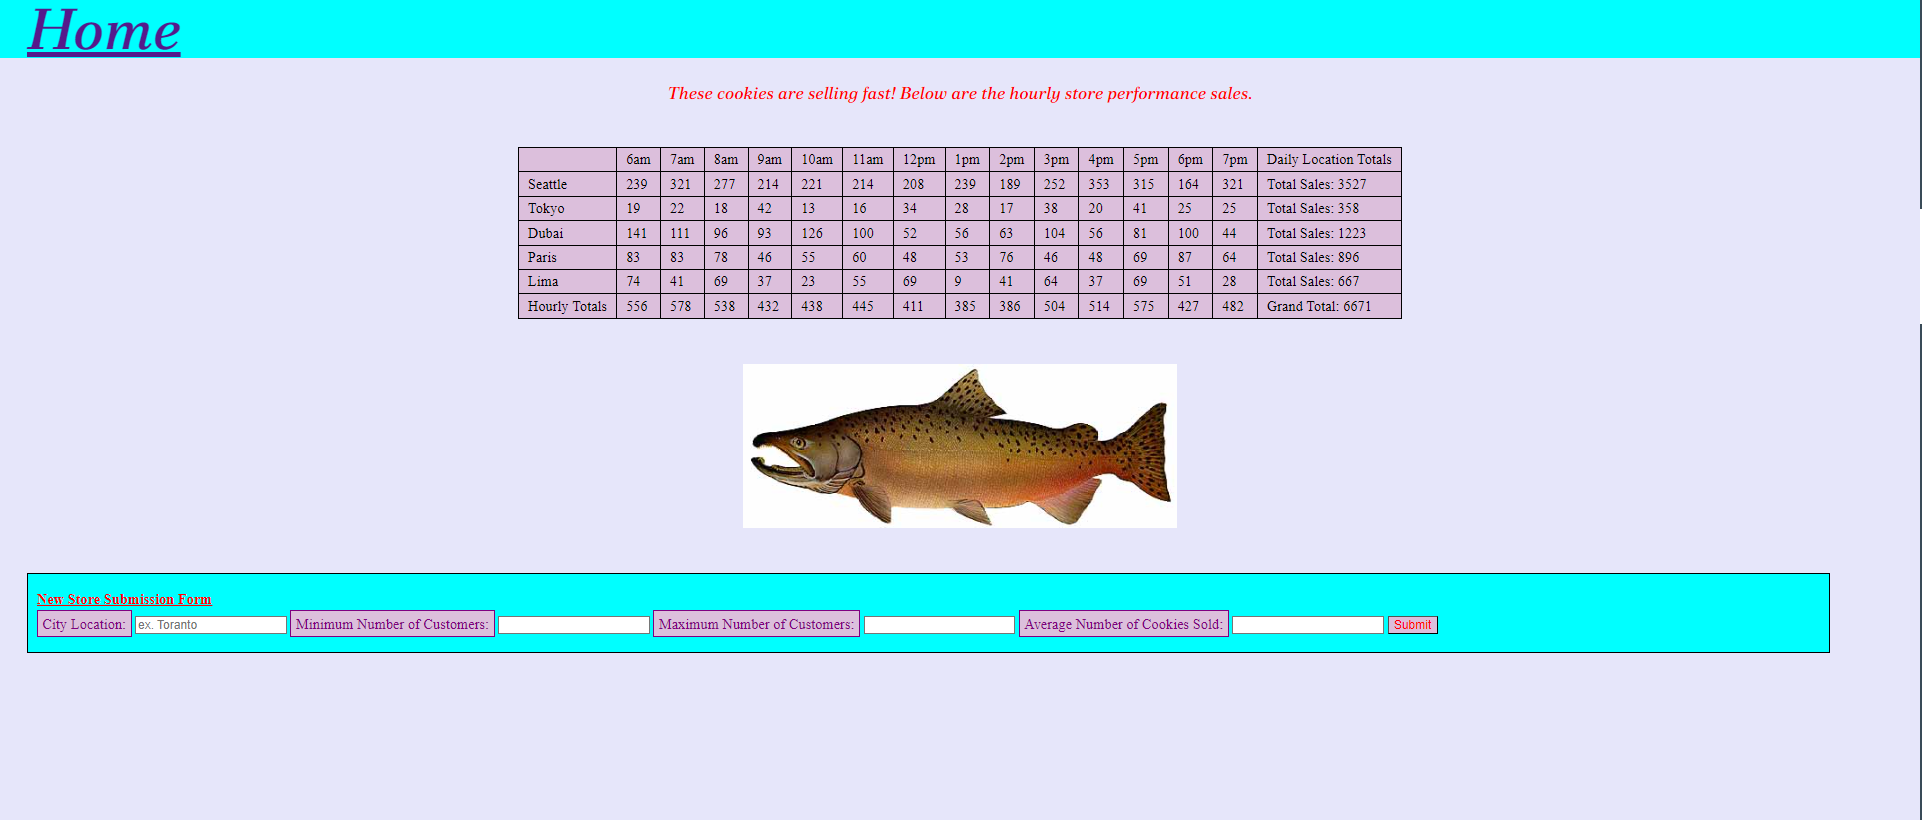 Home
These cookies are selling fast! Below are the hourly store performance sales.
6am 7am 8am 9am 10am 11am 12pm 1pm 2pm 3pm 4pm 5pm 6pm 7pm Daily Location Totals
Seattle 239 321 277 214 221 214 208 239 189 252 353 315 164 321 Total Sales: 3527
Tokyo 19 22 18 42 13 16 34 28 17 38 20 41 25 25 Total Sales: 358
Dubai 141 111 96 93 126 100 52 56 63 104 56 81 100 44 Total Sales: 1223
Paris 83 83 78 46 55 60 48 53 76 46 48 69 87 64 Total Sales: 896
Lima 74 41 69 37 23 55 69 9 41 64 37 69 51 28 Total Sales: 667
Hourly Totals 556 578 538 432 438 445 411 385 386 504 514 575 427 482 Grand Total: 6671
New Store Submission Form
City Location: ex. Toranto Minimum Number of Customers: Maximum Number of Customers: Average Number of Cookies Sold: Submit